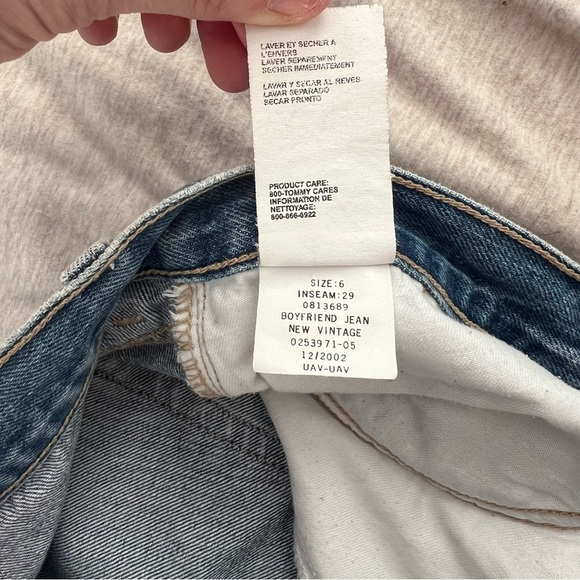 LAVER ET SECHER A
L'ENVERS
LAVER SEPAREMENT
SECHER IMMEDIATEMENT
LAVAR Y SECAR AL REVES
LAVAR SEPARADO
SECAR PRONTO
PRODUCT CARE:
800-TOMMY CARES
INFORMATION DE
NETTOYAGE:
800-866-6922
SIZE:6
INSEAM:29
0813689
BOYFRIEND JEAN
NEW VINTAGE
0253971-05
12/2002
UAV-UAV